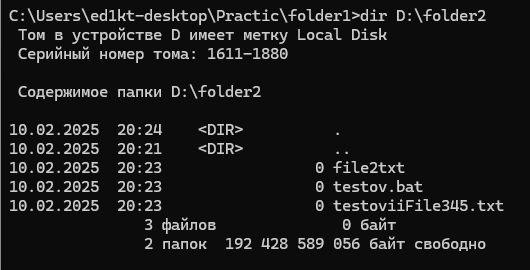 C:\Users\ed1kt-desktop\Practic\folder1>dir D:\folder2
Том в устройстве D имеет метку Local Disk
Серийный номер тома: 1611-1880
Содержимое папки D:\folder2
10.02.2025  20:24    <DIR>          .
10.02.2025  20:21    <DIR>          ..
10.02.2025  20:23                 0 file2txt
10.02.2025  20:23                 0 testov.bat
10.02.2025  20:23                 0 testoviiFile345.txt
3 файлов              0 байт
2 папок  192 428 589 056 байт свободно